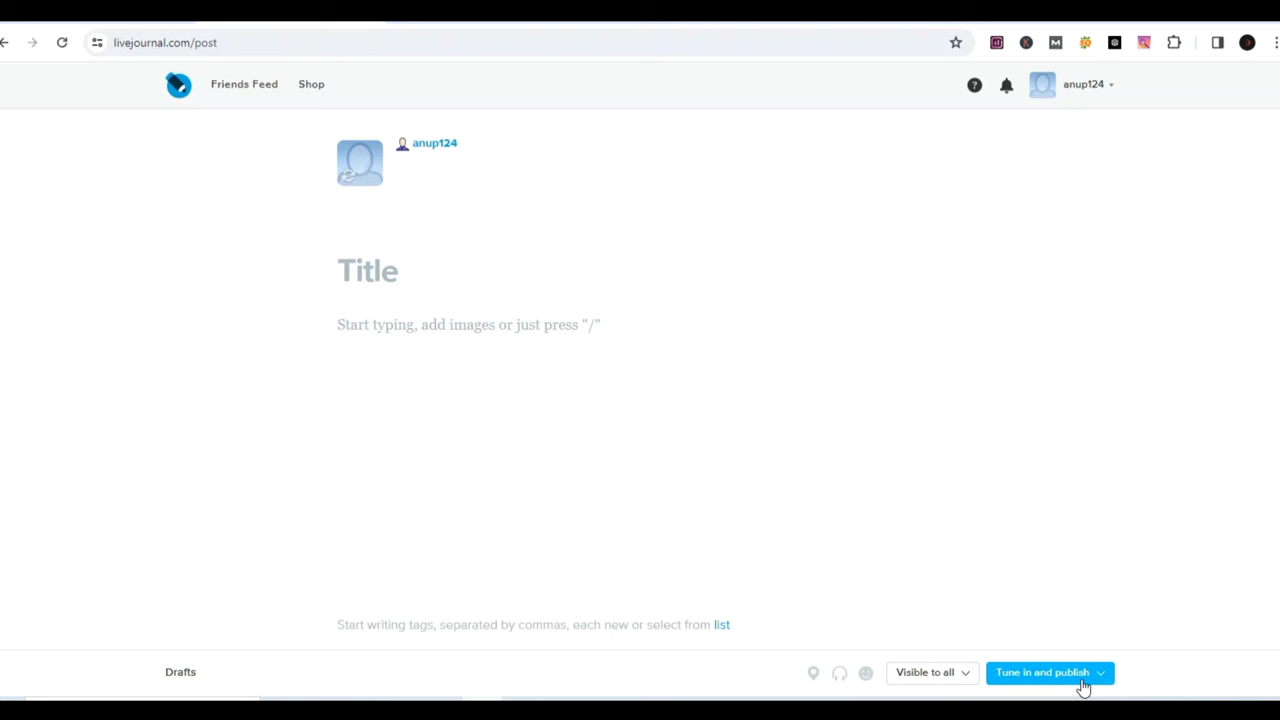 livejournal.com/post
Friends Feed Shop
anup124
anup124
Title
Start typing, add images or just press "/"
Start writing tags, separated by commas, each new or select from list
Drafts
Visible to all
Tune in and publish